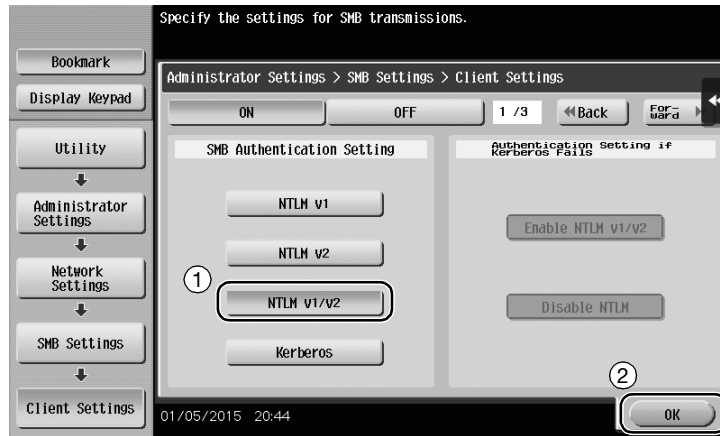 Specify the settings for SMB transmissions.
Bookmark
Display Keypad
Administrator Settings > SMB Settings > Client Settings
ON
OFF
1 /3
Back
For-
ward
Utility
Administrator
Settings
Network
Settings
SMB Settings
Client Settings
SMB Authentication Setting
NTLM v1
NTLM v2
1
NTLM v1/v2
Kerberos
Authentication Setting if
Kerberos Fails
Enable NTLM v1/v2
Disable NTLM
2
01/05/2015 20:44
OK